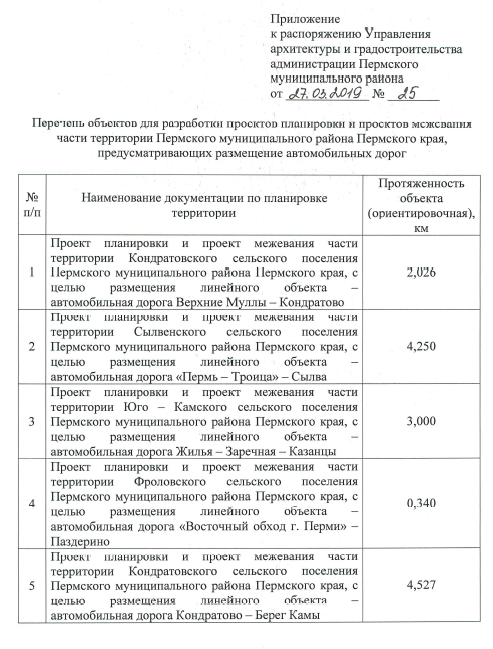 Приложение
к распоряжению Управления
архитектуры и градостроительства
администрации Пермского
муниципального района
от 27.03.2019 № 25
Перечень объектов для разработки проектов планировки и проектов межевания
части территории Пермского муниципального района Пермского края,
предусматривающих размещение автомобильных дорог
№
п/п
Наименование документации по планировке
территории
Протяженность
объекта
(ориентировочная),
км
1
Проект планировки и проект межевания части
территории Кондратовского сельского поселения
Пермского муниципального района Пермского края, с
целью размещения линейного объекта –
автомобильная дорога Верхние Муллы – Кондратово
2,026
2
Проект планировки и проект межевания части
территории Сылвенского сельского поселения
Пермского муниципального района Пермского края, с
целью размещения линейного объекта –
автомобильная дорога «Пермь – Троица» – Сылва
4,250
3
Проект планировки и проект межевания части
территории Юго – Камского сельского поселения
Пермского муниципального района Пермского края, с
целью размещения линейного объекта –
автомобильная дорога Жилья – Заречная – Казанцы
3,000
4
Проект планировки и проект межевания части
территории Фроловского сельского поселения
Пермского муниципального района Пермского края, с
целью размещения линейного объекта –
автомобильная дорога «Восточный обход г. Перми» –
Паздерино
0,340
5
Проект планировки и проект межевания части
территории Кондратовского сельского поселения
Пермского муниципального района Пермского края, с
целью размещения линейного объекта –
автомобильная дорога Кондратово – Берег Камы
4,527